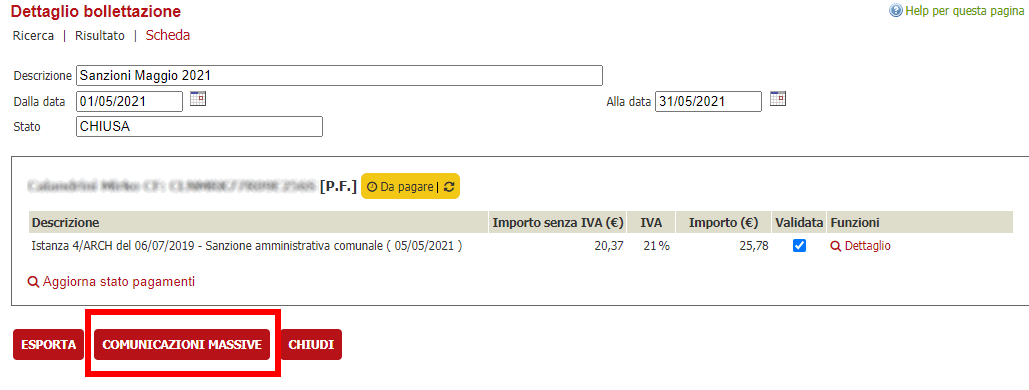 Dettaglio bollettazione
Help per questa pagina
Ricerca | Risultato | Scheda
Descrizione Sanzioni Maggio 2021
Dalla data 01/05/2021 Alla data 31/05/2021
Stato CHIUSA
[P.F.] Da pagare |
Descrizione Importo senza IVA (€) IVA Importo (€) Validata Funzioni
Istanza 4/ARCH del 06/07/2019 - Sanzione amministrativa comunale ( 05/05/2021 ) 20,37 21 % 25,78 Dettaglio
Aggiorna stato pagamenti
ESPORTA COMUNICAZIONI MASSIVE CHIUDI